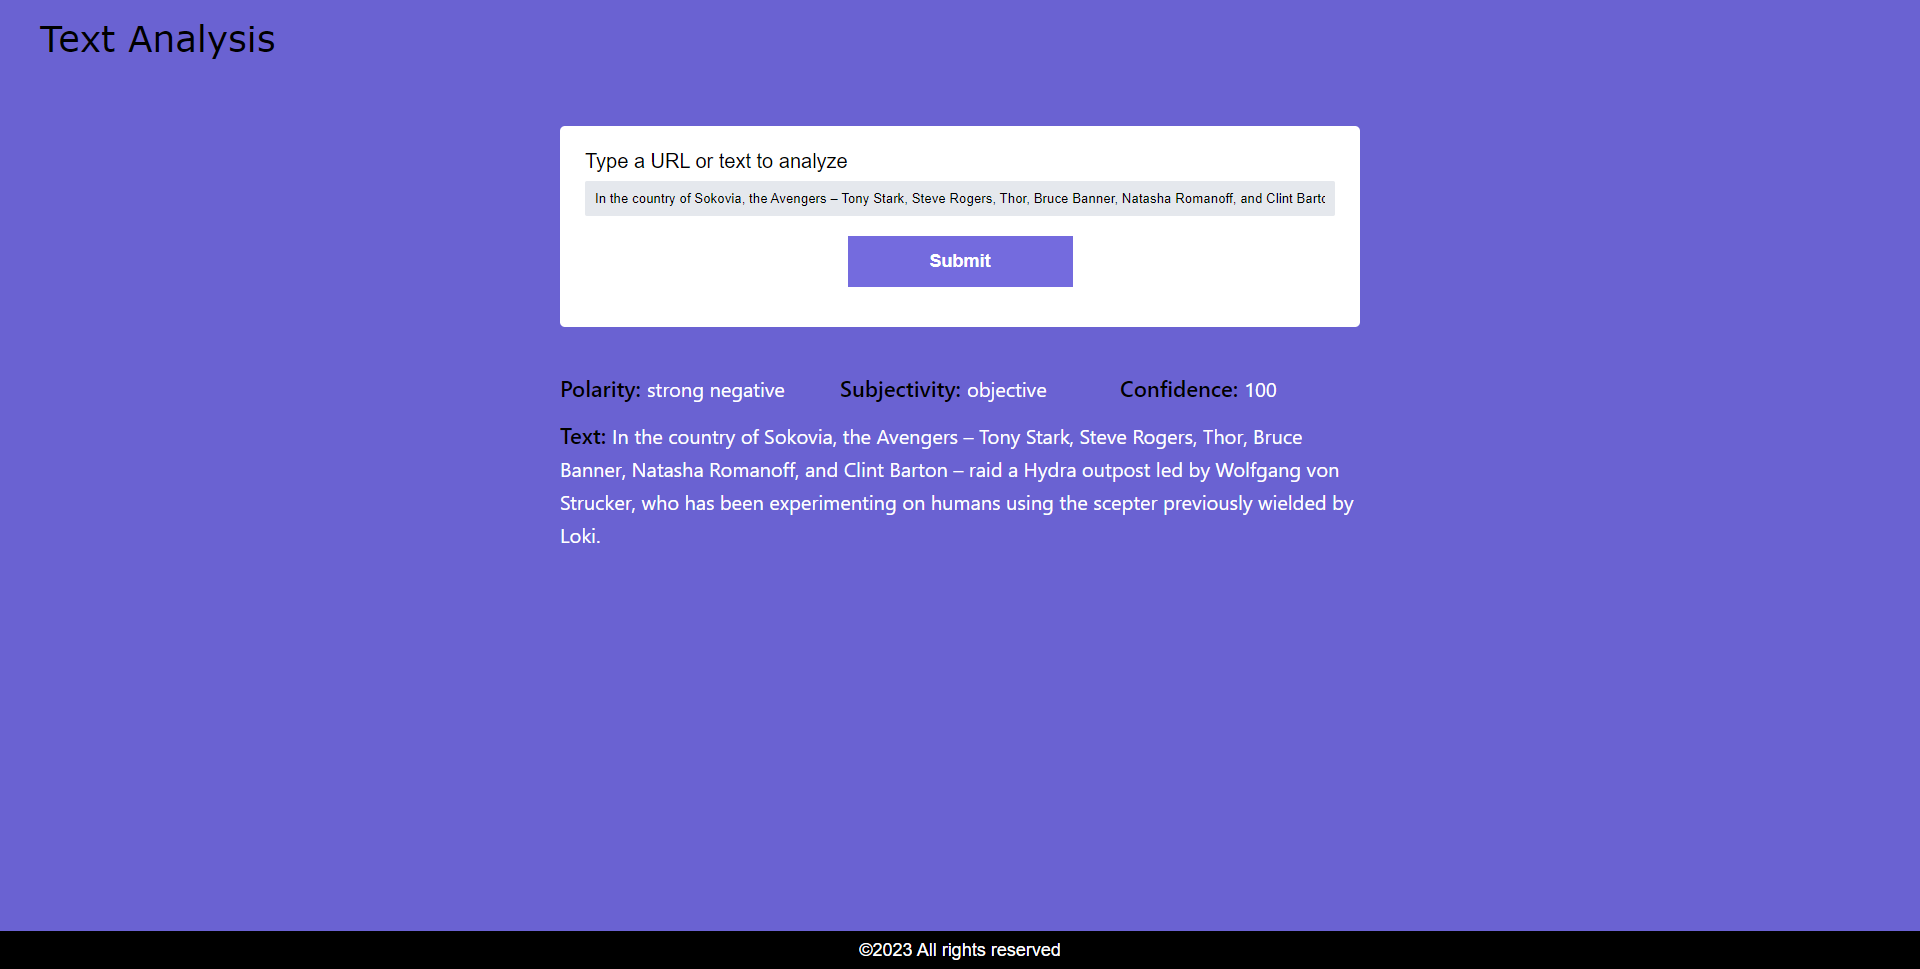 Text Analysis
Type a URL or text to analyze
In the country of Sokovia, the Avengers – Tony Stark, Steve Rogers, Thor, Bruce Banner, Natasha Romanoff, and Clint Barto
Submit
Polarity: strong negative Subjectivity: objective Confidence: 100
Text: In the country of Sokovia, the Avengers – Tony Stark, Steve Rogers, Thor, Bruce
Banner, Natasha Romanoff, and Clint Barton – raid a Hydra outpost led by Wolfgang von
Strucker, who has been experimenting on humans using the scepter previously wielded by
Loki.
©2023 All rights reserved